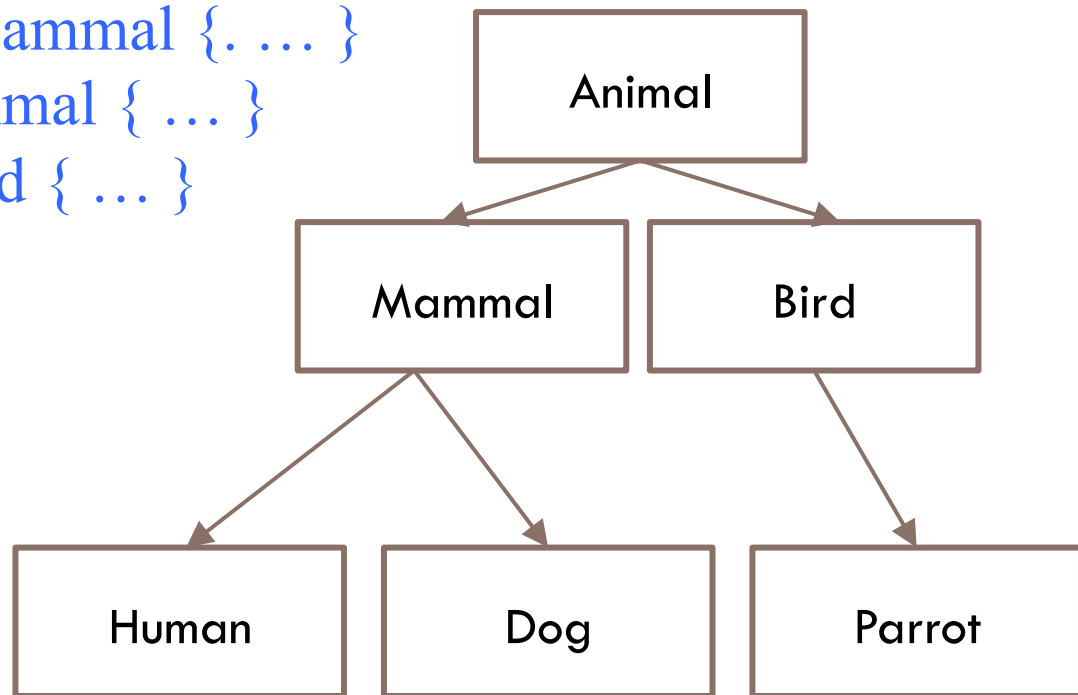 ammal {. … }
mal { … }
d { … }
Animal
Mammal Bird
Human Dog Parrot